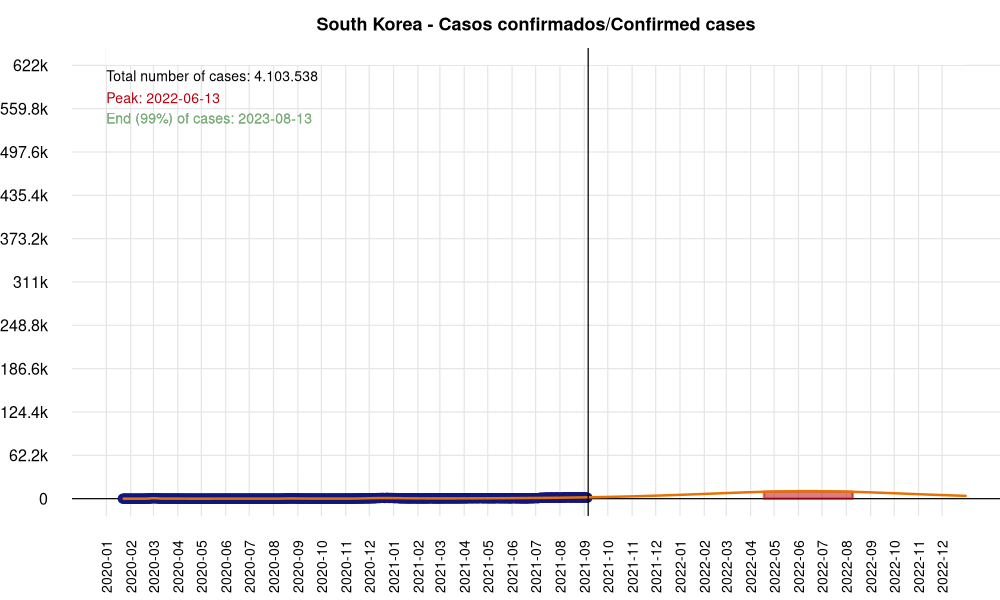 South Korea - Casos confirmados/Confirmed cases
622k
Total number of cases: 4.103.538
Peak: 2022-06-13
559.8k
End (99%) of cases: 2023-08-13
497.6k
435.4k
373.2k
311k
248.8k
186.6k
124.4k
62.2k
0
2020-01
2020-02
2020-03
2020-04
2020-05
2020-06
2020-07
2020-08
2020-09
2020-10
2020-11
2020-12
2021-01
2021-02
2021-03
2021-04
2021-05
2021-06
2021-07
2021-08
2021-09
2021-10
2021-11
2021-12
2022-01
2022-02
2022-03
2022-04
2022-05
2022-06
2022-07
2022-08
2022-09
2022-10
2022-11
2022-12